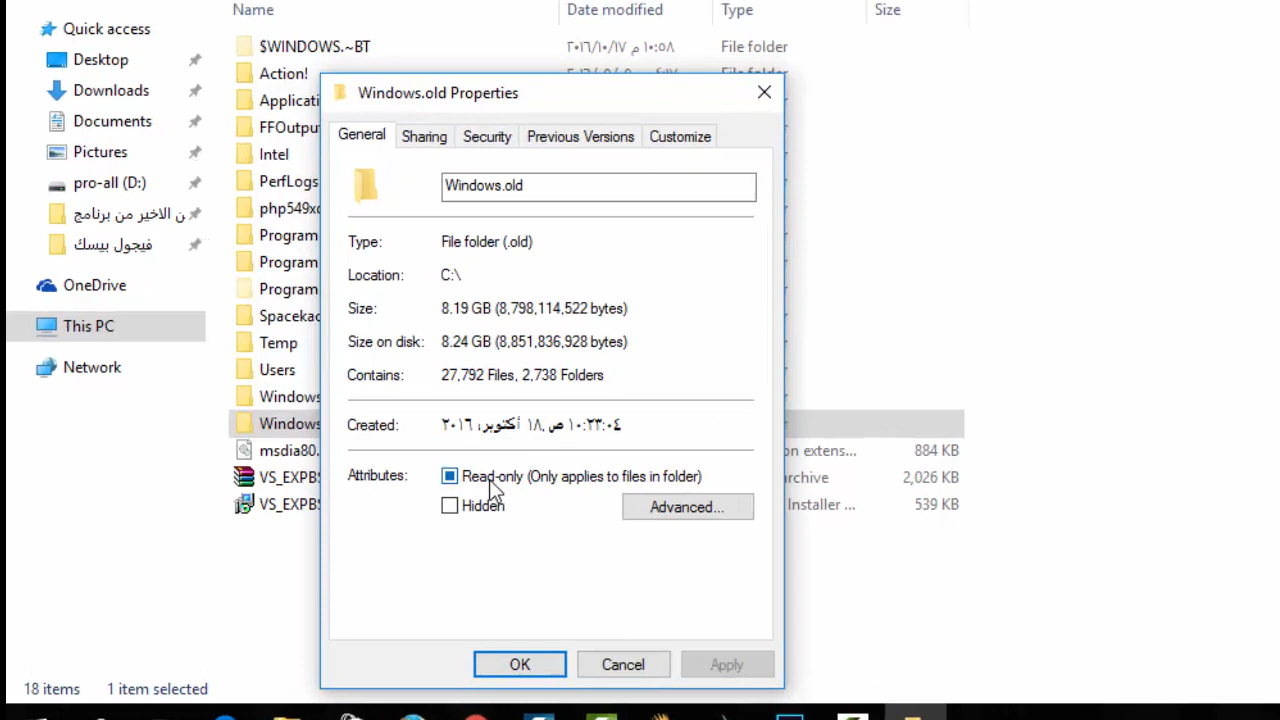 Name Date modified Type Size
Quick access
Desktop
Downloads
Documents
Pictures
pro-all (D:)
ن الاخير من برنامج
فيجول بيسك
OneDrive
This PC
Network
$WINDOWS.~BT ٢٠١٦/١٠/١٧ ١٠:٥٨ م File folder
Action!
Applicati
FFOutpu
Intel
PerfLogs
php549x
Program
Program
Program
Spacekac
Temp
Users
Windows
Windows
msdia80. on extens... 884 KB
VS_EXPBS archive 2,026 KB
VS_EXPBS Installer ... 539 KB
Windows.old Properties
General Sharing Security Previous Versions Customize
Windows.old
Type: File folder (.old)
Location: C:\
Size: 8.19 GB (8,798,114,522 bytes)
Size on disk: 8.24 GB (8,851,836,928 bytes)
Contains: 27,792 Files, 2,738 Folders
Created: ١٨ أكتوبر، ٢٠١٦, ١٠:٢٣:٠٤ ص
Attributes: Read-only (Only applies to files in folder)
Hidden Advanced...
OK Cancel Apply
18 items 1 item selected